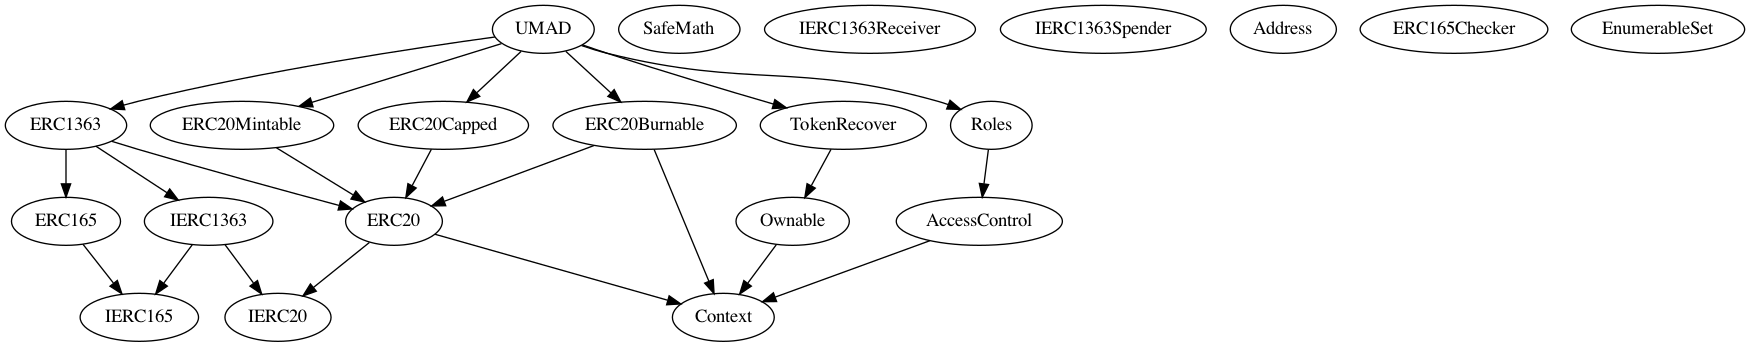 UMAD
SafeMath
IERC1363Receiver
IERC1363Spender
Address
ERC165Checker
EnumerableSet
ERC1363
ERC20Mintable
ERC20Capped
ERC20Burnable
TokenRecover
Roles
ERC165
IERC1363
ERC20
Ownable
AccessControl
IERC165
IERC20
Context